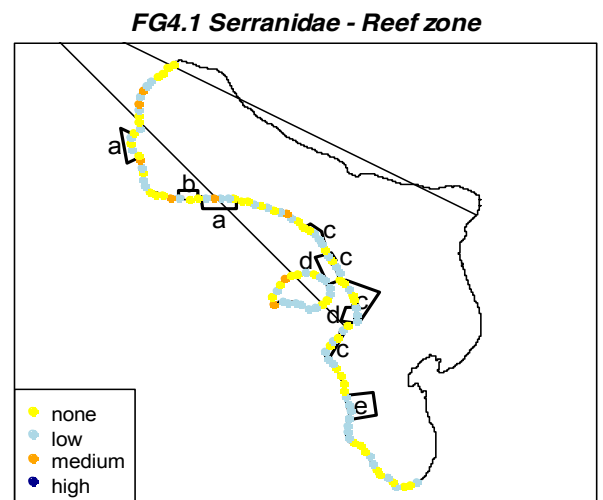 FG4.1 Serranidae - Reef zone
a
b
a
c
d
c
c
d
c
e
none
low
medium
high